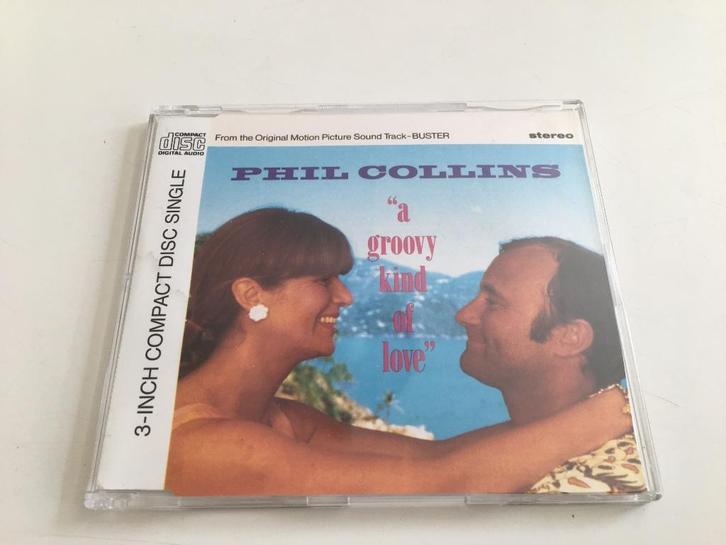 COMPACT
disc
DIGITAL AUDIO
From the Original Motion Picture Sound Track-BUSTER
stereo
PHIL COLLINS
"a
groovy
kind
of
love"
3-INCH COMPACT DISC SINGLE